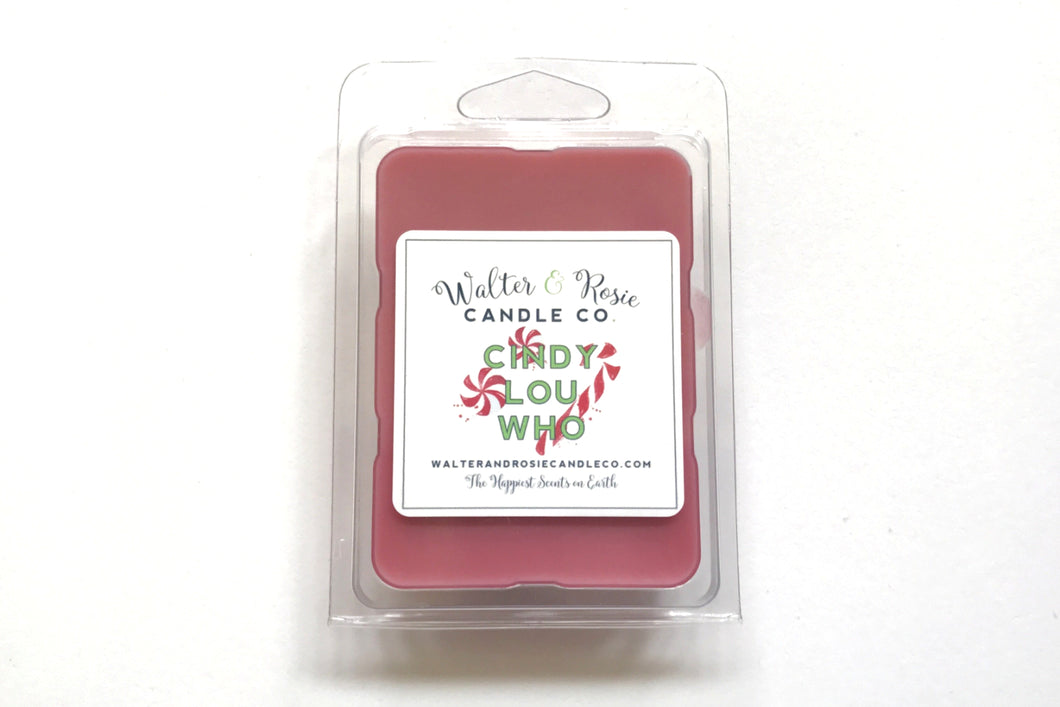 Walter & Rosie
CANDLE CO.
CINDY
LOU
WHO
WALTERANDROSIECANDLECO.COM
The Happiest Scents on Earth